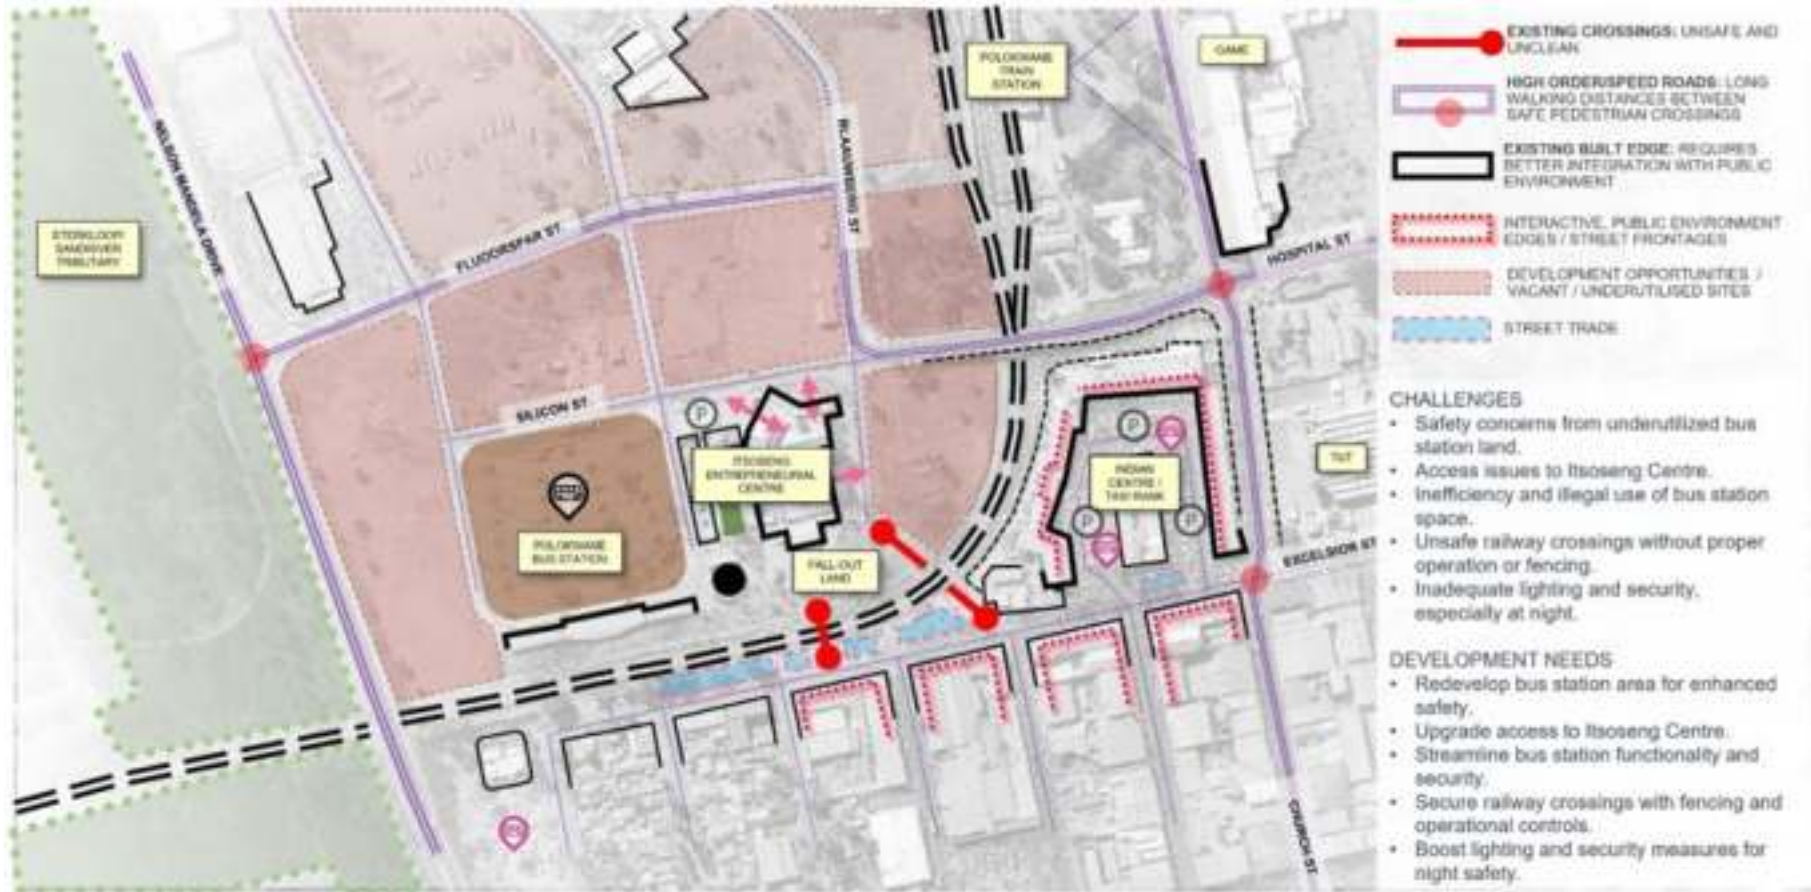 STERKLOOP/
SANDRIVER
TRIBUTARY
NELSON MANDELA DRIVE
FLUOORSPAR ST
SILICON ST
BLAAUWBERG ST
POLOKWANE
TRAIN
STATION
GAME
HOSPITAL ST
POLOKWANE
BUS STATION
P
ITSOSENG
ENTREPRENEURIAL
CENTRE
FALL-OUT
LAND
P
INDIAN
CENTRE /
TAXI RANK
P
P
TUT
EXCELSIOR ST
CHURCH ST
EXISTING CROSSINGS: UNSAFE AND
UNCLEAN
HIGH ORDER/SPEED ROADS: LONG
WALKING DISTANCES BETWEEN
SAFE PEDESTRIAN CROSSINGS
EXISTING BUILT EDGE: REQUIRES
BETTER INTEGRATION WITH PUBLIC
ENVIRONMENT
INTERACTIVE, PUBLIC ENVIRONMENT
EDGES / STREET FRONTAGES
DEVELOPMENT OPPORTUNITIES /
VACANT / UNDERUTILISED SITES
STREET TRADE
CHALLENGES
• Safety concerns from underutilized bus
station land.
• Access issues to Itsoseng Centre.
• Inefficiency and illegal use of bus station
space.
• Unsafe railway crossings without proper
operation or fencing.
• Inadequate lighting and security,
especially at night.
DEVELOPMENT NEEDS
• Redevelop bus station area for enhanced
safety.
• Upgrade access to Itsoseng Centre.
• Streamline bus station functionality and
security.
• Secure railway crossings with fencing and
operational controls.
• Boost lighting and security measures for
night safety.